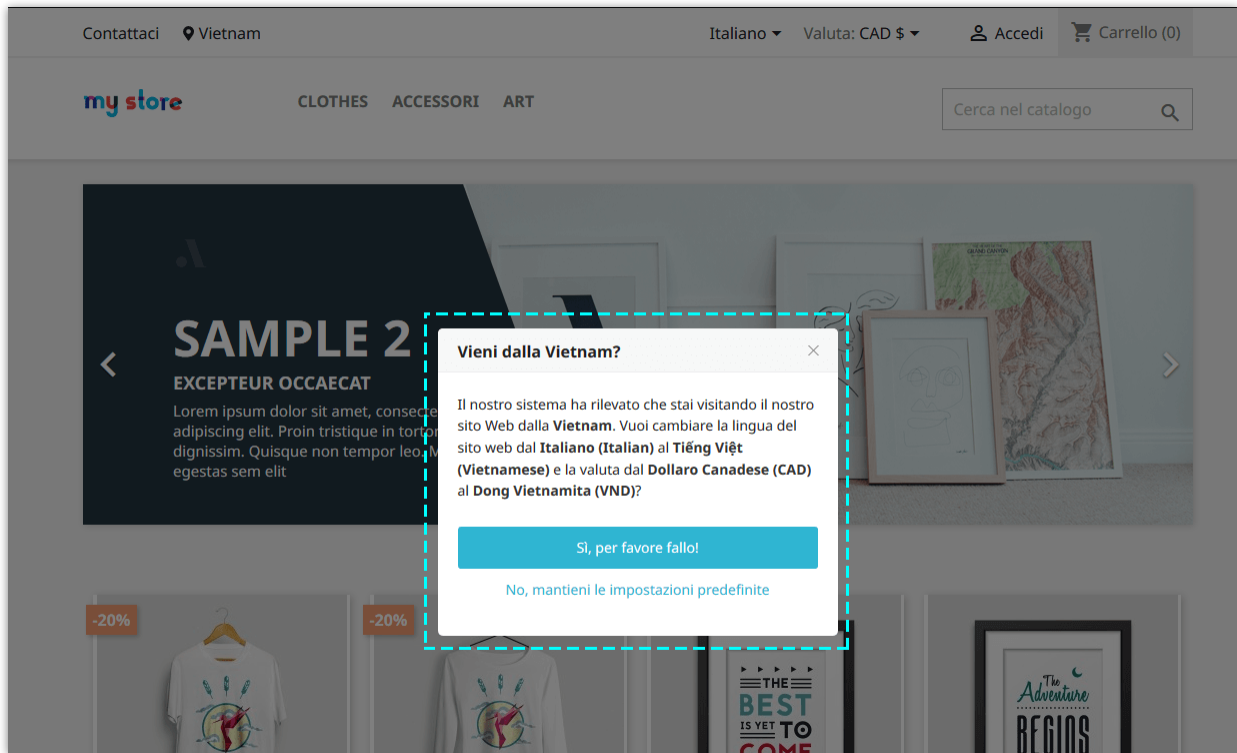 Contattaci
Vietnam
Italiano
Valuta: CAD $
Accedi
Carrello (0)
my store
CLOTHES
ACCESSORI
ART
Cerca nel catalogo
SAMPLE 2
EXCEPTEUR OCCAECAT
Lorem ipsum dolor sit amet, consecte
adipiscing elit. Proin tristique in tortor
dignissim. Quisque non tempor leo. M
egestas sem elit
GRAND CANYON
Vieni dalla Vietnam?
Il nostro sistema ha rilevato che stai visitando il nostro
sito Web dalla Vietnam. Vuoi cambiare la lingua del
sito web dal Italiano (Italian) al Tiếng Việt
(Vietnamese) e la valuta dal Dollaro Canadese (CAD)
al Dong Vietnamita (VND)?
Sì, per favore fallo!
No, mantieni le impostazioni predefinite
-20%
-20%
THE
BEST
IS YET TO
COME
The
Adventure
BEGINS